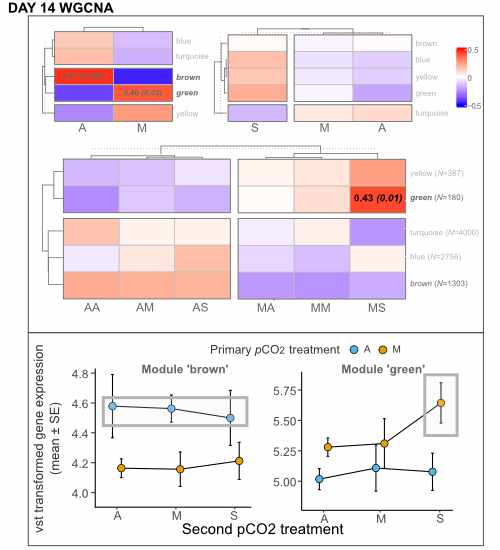 DAY 14 WGCNA
blue
turquoise
brown
0.40 (0.02)
green
yellow
A M
brown
blue
yellow
green
turquoise
S M A
0.5
-0.5
yellow (N=387)
0.43 (0.01) green (N=180)
turquoise (N=4006)
blue (N=2756)
brown (N=1303)
AA AM AS MA MM MS
Primary pCO2 treatment A M
Module 'brown' Module 'green'
vst transformed gene expression
(mean ± SE)
4.8
4.6
4.4
4.2
4.0
5.75
5.50
5.25
5.00
A M S A M S
Second pCO2 treatment